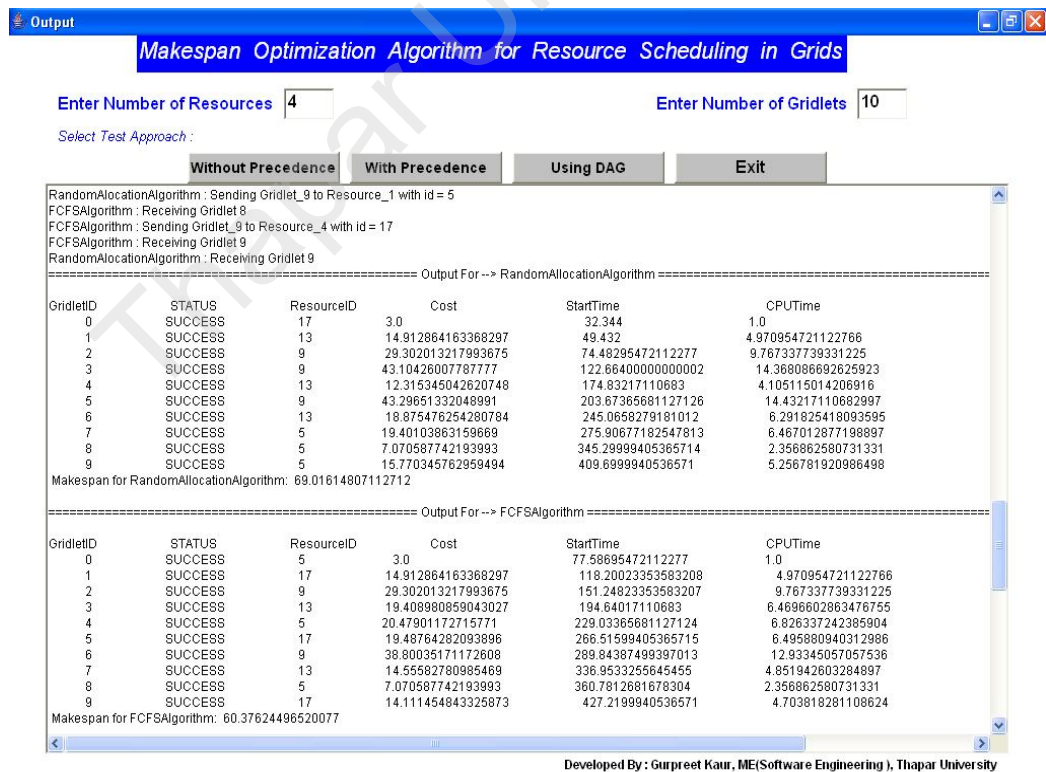 Output
Makespan Optimization Algorithm for Resource Scheduling in Grids
Enter Number of Resources 4 Enter Number of Gridlets 10
Select Test Approach :
Without Precedence With Precedence Using DAG Exit
RandomAlocationAlgorithm : Sending Gridlet_9 to Resource_1 with id = 5
FCFSAlgorithm : Receiving Gridlet 8
FCFSAlgorithm : Sending Gridlet_9 to Resource_4 with id = 17
FCFSAlgorithm : Receiving Gridlet 9
RandomAlocationAlgorithm : Receiving Gridlet 9
============================================== Output For --> RandomAllocationAlgorithm =========================================
GridletID STATUS ResourceID Cost StartTime CPUTime
0 SUCCESS 17 3.0 32.344 1.0
1 SUCCESS 13 14.912864163368297 49.432 4.970954721122766
2 SUCCESS 9 29.302013217993675 74.48295472112277 9.767337739331225
3 SUCCESS 9 43.10426007787777 122.66400000000002 14.368086692625923
4 SUCCESS 13 12.315345042620748 174.83217110683 4.105115014206916
5 SUCCESS 9 43.29651332048991 203.67365681127126 14.43217110682997
6 SUCCESS 13 18.875476254280784 245.0658279181012 6.291825418093595
7 SUCCESS 5 19.40103863159669 275.90677182547813 6.467012877198897
8 SUCCESS 5 7.070587742193993 345.29999405365714 2.356862580731331
9 SUCCESS 5 15.770345762959494 409.6999940536571 5.256781920986498
Makespan for RandomAllocationAlgorithm: 69.01614807112712
============================================== Output For --> FCFSAlgorithm ==================================================
GridletID STATUS ResourceID Cost StartTime CPUTime
0 SUCCESS 5 3.0 77.58695472112277 1.0
1 SUCCESS 17 14.912864163368297 118.20023353583208 4.970954721122766
2 SUCCESS 9 29.302013217993675 151.24823353583207 9.767337739331225
3 SUCCESS 13 19.408980859043027 194.64017110683 6.4696602863476755
4 SUCCESS 5 20.47901172715771 229.03365681127124 6.826337242385904
5 SUCCESS 17 19.48764282093896 266.51599405365715 6.495880940312986
6 SUCCESS 9 38.80035171172608 289.84387499397013 12.93345057057536
7 SUCCESS 13 14.55582780985469 336.9533255645455 4.851942603284897
8 SUCCESS 5 7.070587742193993 360.7812681678304 2.356862580731331
9 SUCCESS 17 14.111454843325873 427.2199940536571 4.703818281108624
Makespan for FCFSAlgorithm: 60.37624496520077
Developed By : Gurpreet Kaur, ME(Software Engineering ), Thapar University
Thapar U